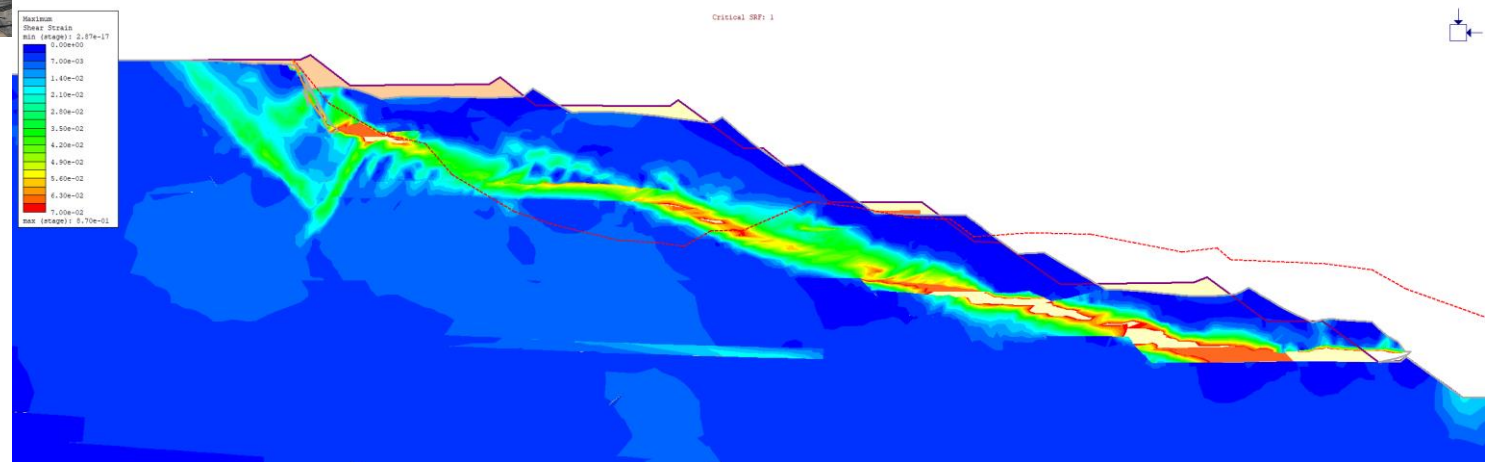 Critical SRF: 1
Maximum
Shear Strain
min (stage): 2.87e-17
0.00e+00
7.00e-03
1.40e-02
2.10e-02
2.80e-02
3.50e-02
4.20e-02
4.90e-02
5.60e-02
6.30e-02
7.00e-02
max (stage): 8.70e-01